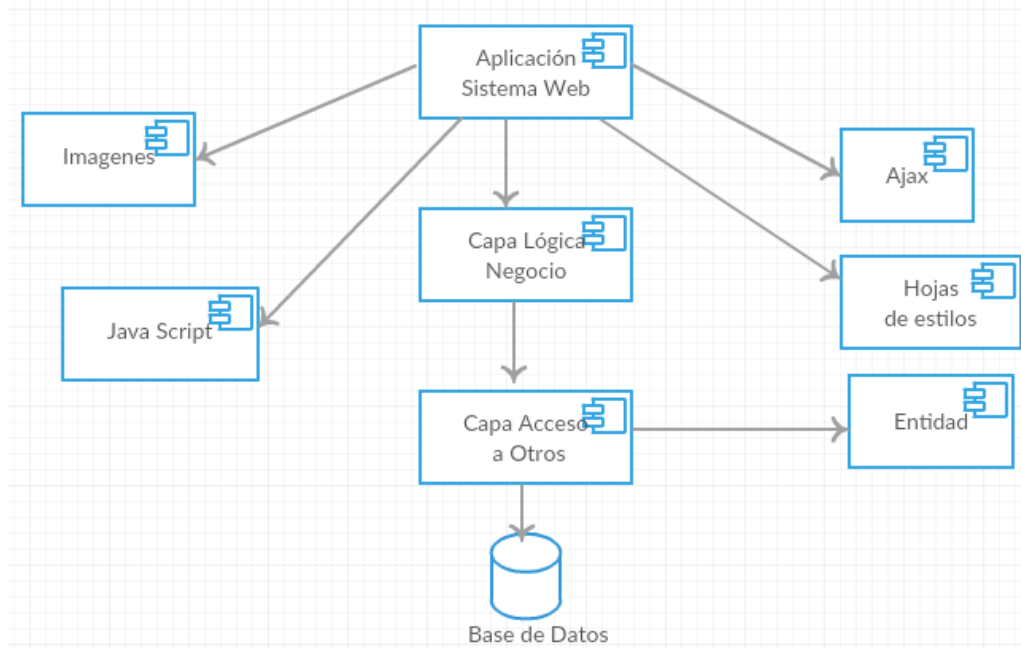 Aplicación
Sistema Web
Imagenes
Ajax
Capa Lógica
Negocio
Hojas
de estilos
Java Script
Capa Acceso
a Otros
Entidad
Base de Datos